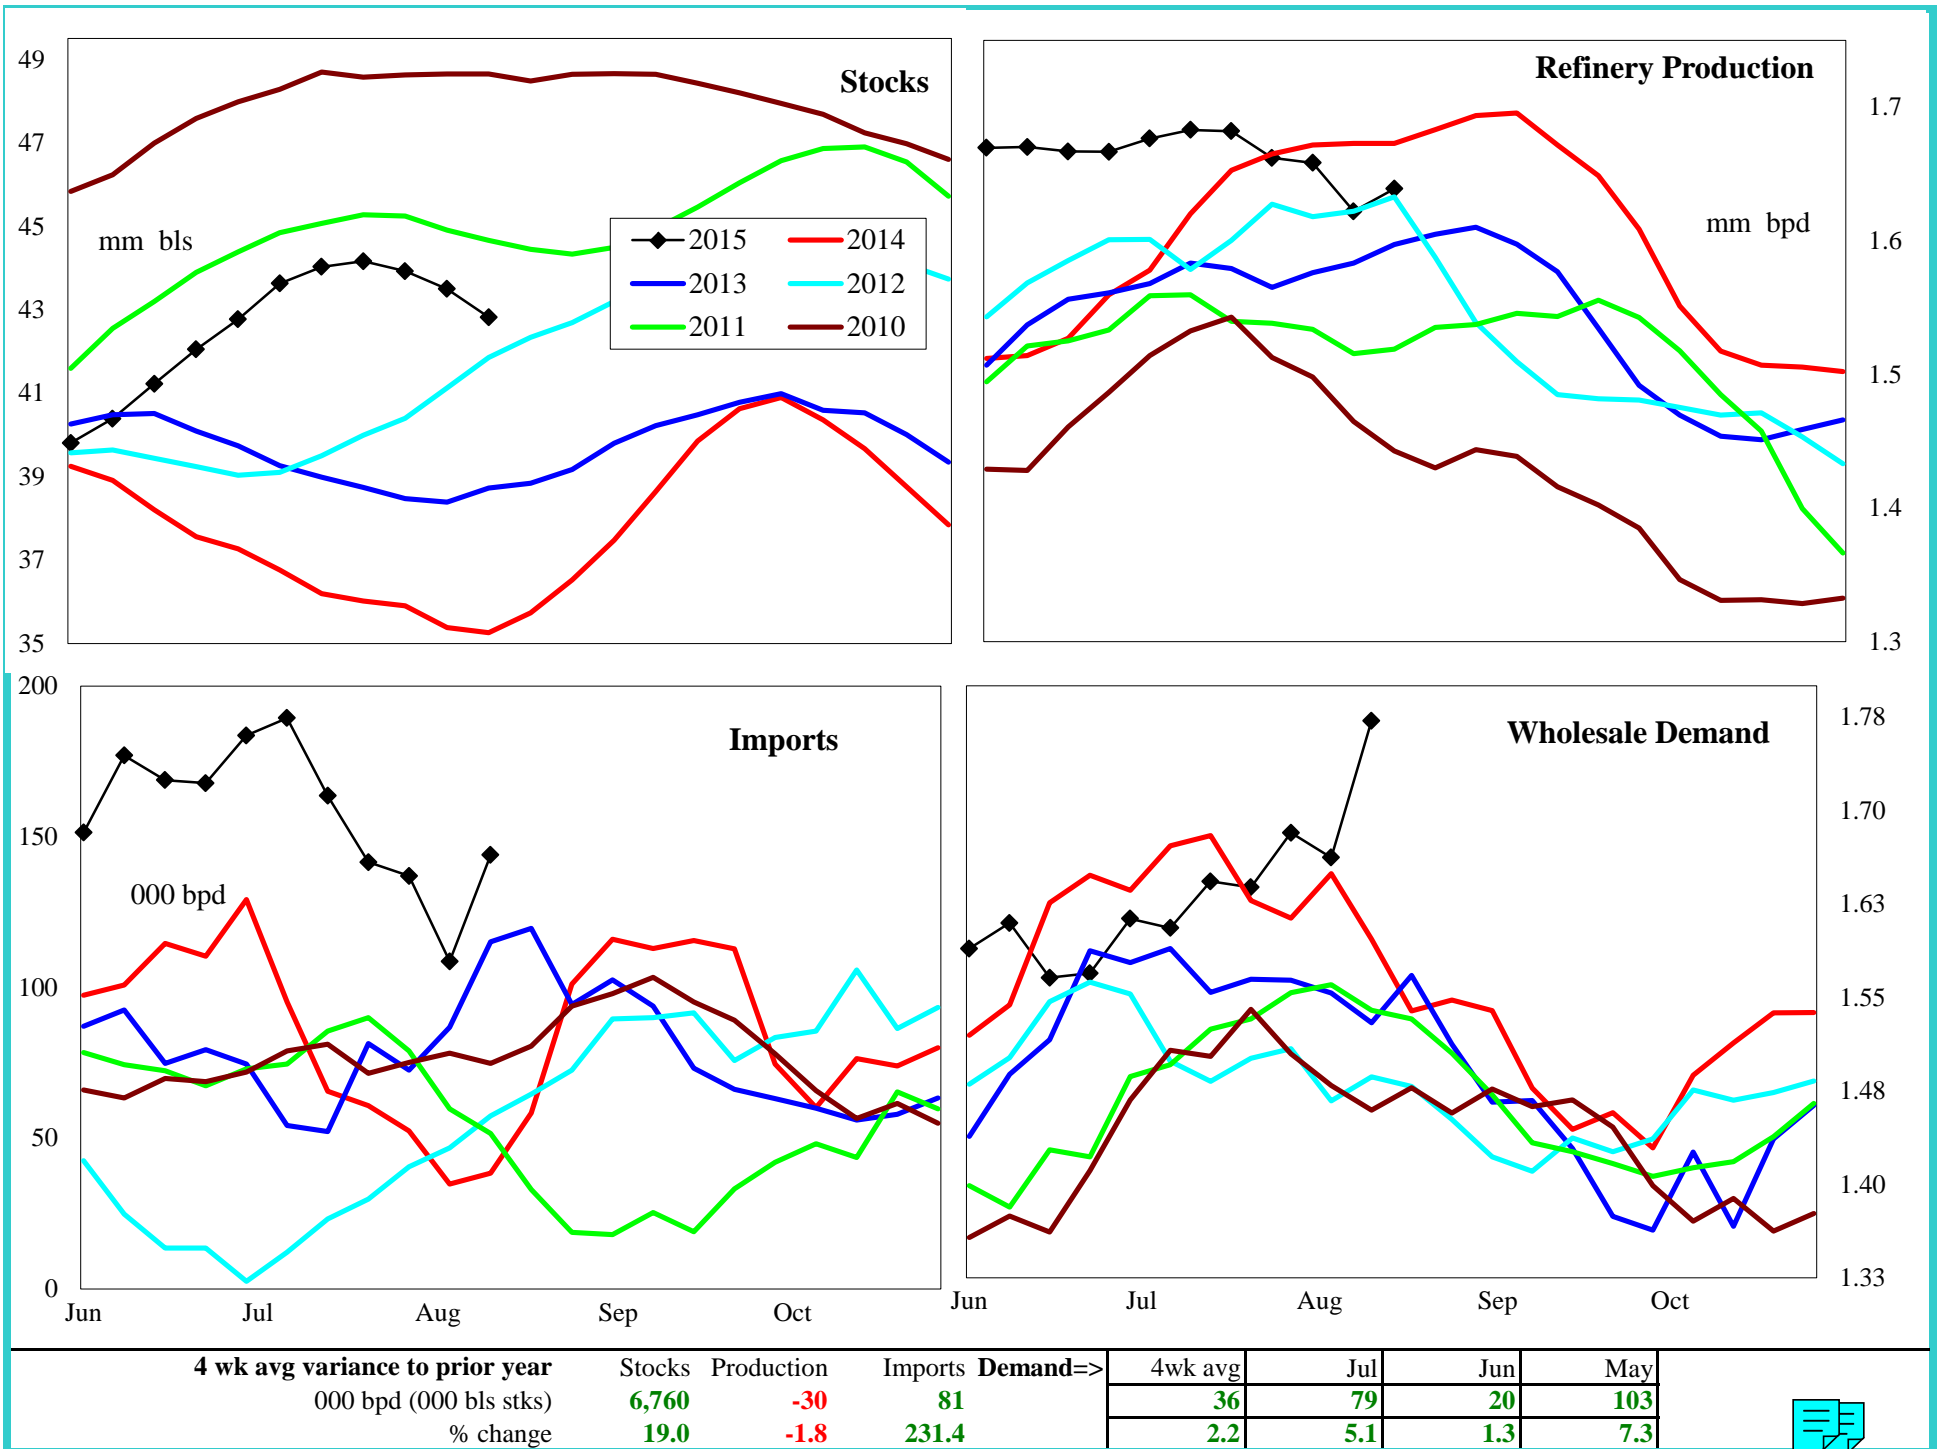 Stocks
49
47
45
43
41
39
37
35
mm bls
2015 2014
2013 2012
2011 2010
Refinery Production
1.7
1.6
1.5
1.4
1.3
mm bpd
Imports
200
150
100
50
0
000 bpd
Jun Jul Aug Sep Oct
Wholesale Demand
1.78
1.70
1.63
1.55
1.48
1.40
1.33
Jun Jul Aug Sep Oct
4 wk avg variance to prior year Stocks Production Imports Demand=> 4wk avg Jul Jun May
000 bpd (000 bls stks) 6,760 -30 81 36 79 20 103
% change 19.0 -1.8 231.4 2.2 5.1 1.3 7.3